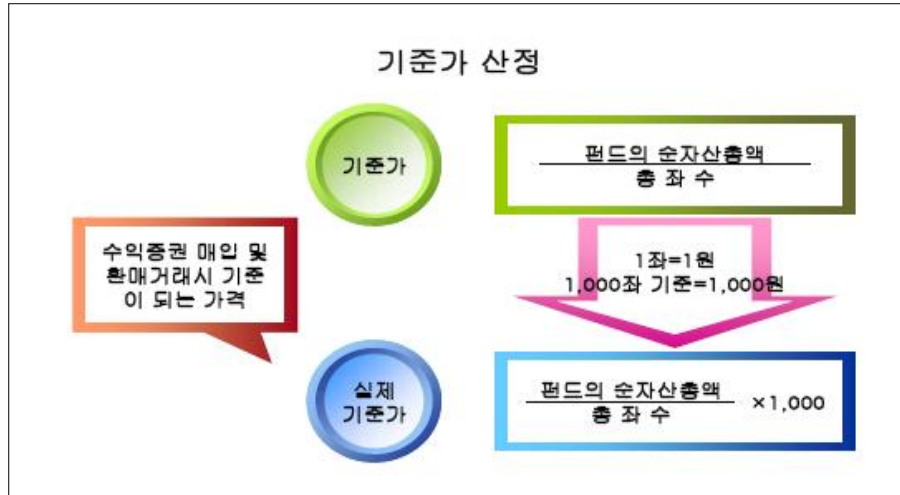 기준가 산정
기준가
펀드의 순자산총액
총 좌 수
수익증권 매입 및
환매거래시 기준
이 되는 가격
1좌=1원
1,000좌 기준=1,000원
실제
기준가
펀드의 순자산총액
총 좌 수
×1,000